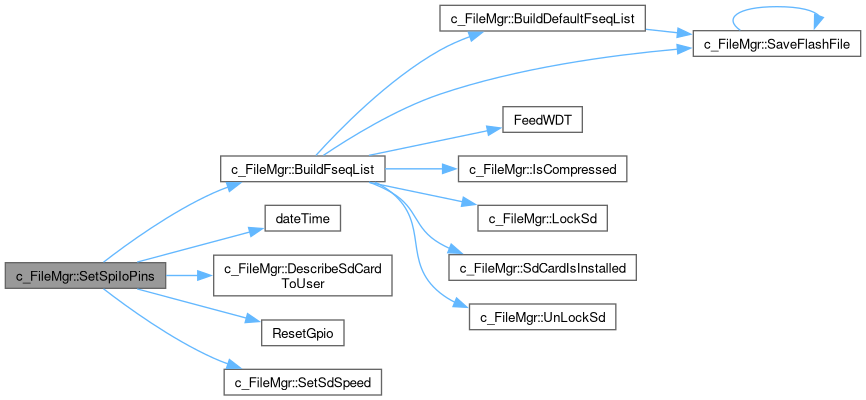 c_FileMgr::BuildDefaultFseqList
c_FileMgr::SaveFlashFile
FeedWDT
c_FileMgr::BuildFseqList
c_FileMgr::IsCompressed
dateTime
c_FileMgr::LockSd
c_FileMgr::SetSpiIoPins
c_FileMgr::DescribeSdCard
ToUser
c_FileMgr::SdCardIsInstalled
c_FileMgr::UnLockSd
ResetGpio
c_FileMgr::SetSdSpeed